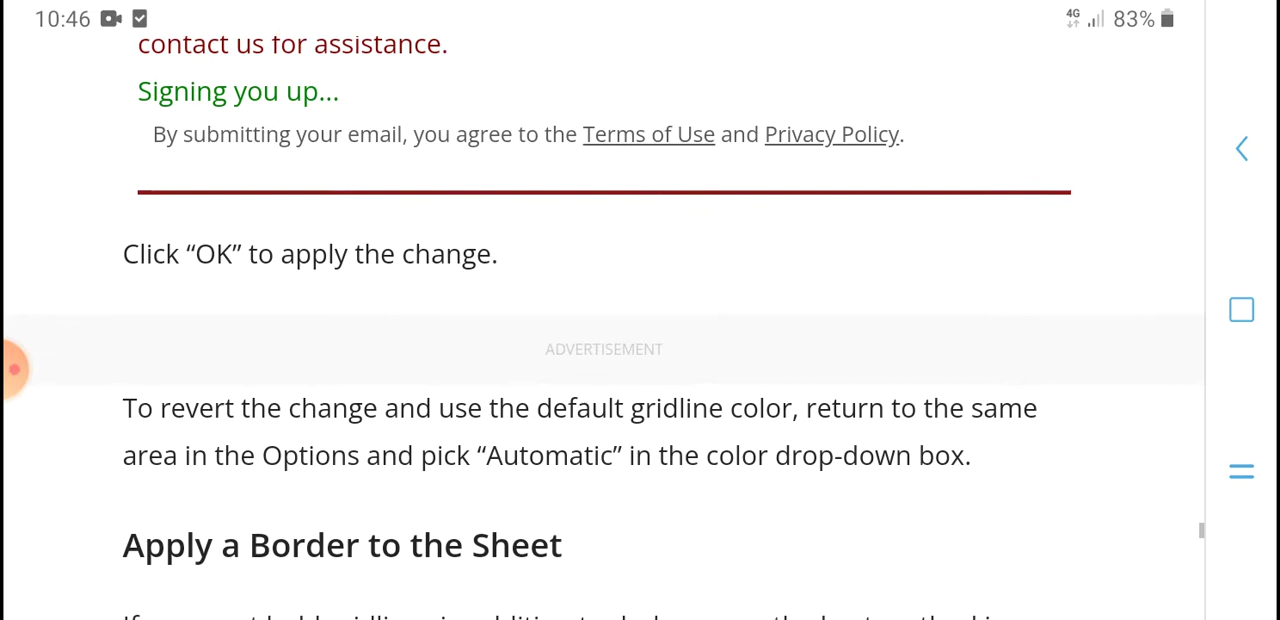 10:46
4G 83%
contact us for assistance.
Signing you up...
By submitting your email, you agree to the Terms of Use and Privacy Policy.
Click “OK” to apply the change.
ADVERTISEMENT
To revert the change and use the default gridline color, return to the same
area in the Options and pick “Automatic” in the color drop-down box.
Apply a Border to the Sheet